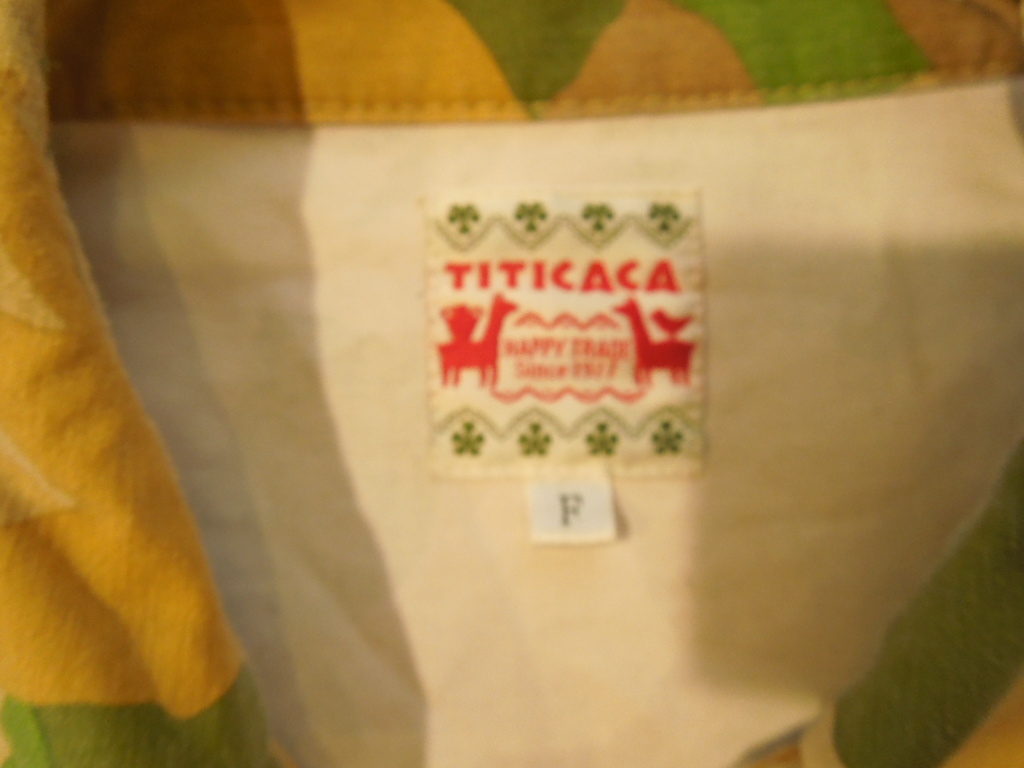 TITICACA
HAPPY TRADE
Since 1977
F